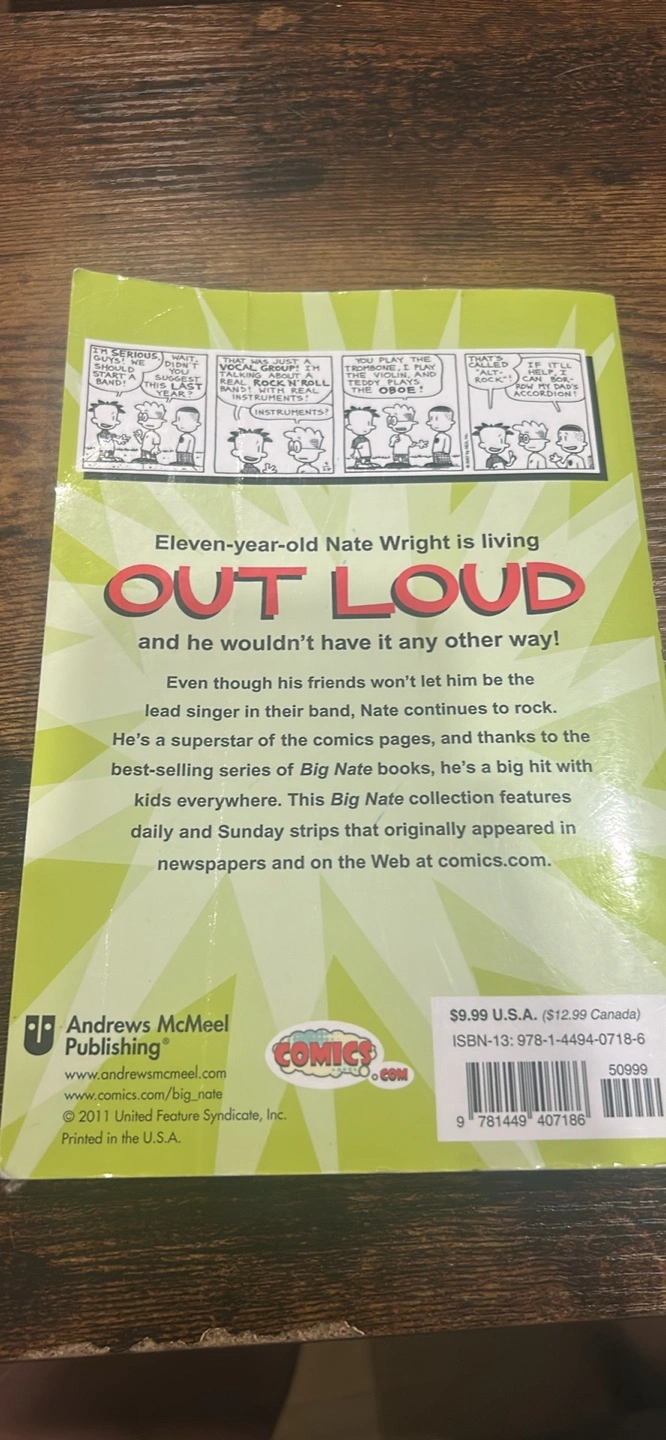 I'M SERIOUS,
GUYS! WE
SHOULD
START A
BAND!
WAIT,
DIDN'T
YOU
SUGGEST
THIS LAST
YEAR?
THAT WAS JUST A
VOCAL GROUP! I'M
TALKING ABOUT A
REAL ROCK 'N' ROLL
BAND! WITH REAL
INSTRUMENTS!
INSTRUMENTS?
YOU PLAY THE
TROMBONE, I PLAY
THE VIOLIN, AND
TEDDY PLAYS
THE OBOE!
THAT'S
CALLED
"ALT-
ROCK"!
IF IT'LL
HELP, I
CAN BOR-
ROW MY DAD'S
ACCORDION!
Eleven-year-old Nate Wright is living
OUT LOUD
and he wouldn't have it any other way!
Even though his friends won't let him be the
lead singer in their band, Nate continues to rock.
He's a superstar of the comics pages, and thanks to the
best-selling series of Big Nate books, he's a big hit with
kids everywhere. This Big Nate collection features
daily and Sunday strips that originally appeared in
newspapers and on the Web at comics.com.
Andrews McMeel
Publishing®
www.andrewsmcmeel.com
www.comics.com/big_nate
© 2011 United Feature Syndicate, Inc.
Printed in the U.S.A.
COMICS
.COM
$9.99 U.S.A. ($12.99 Canada)
ISBN-13: 978-1-4494-0718-6
50999
9 781449 407186